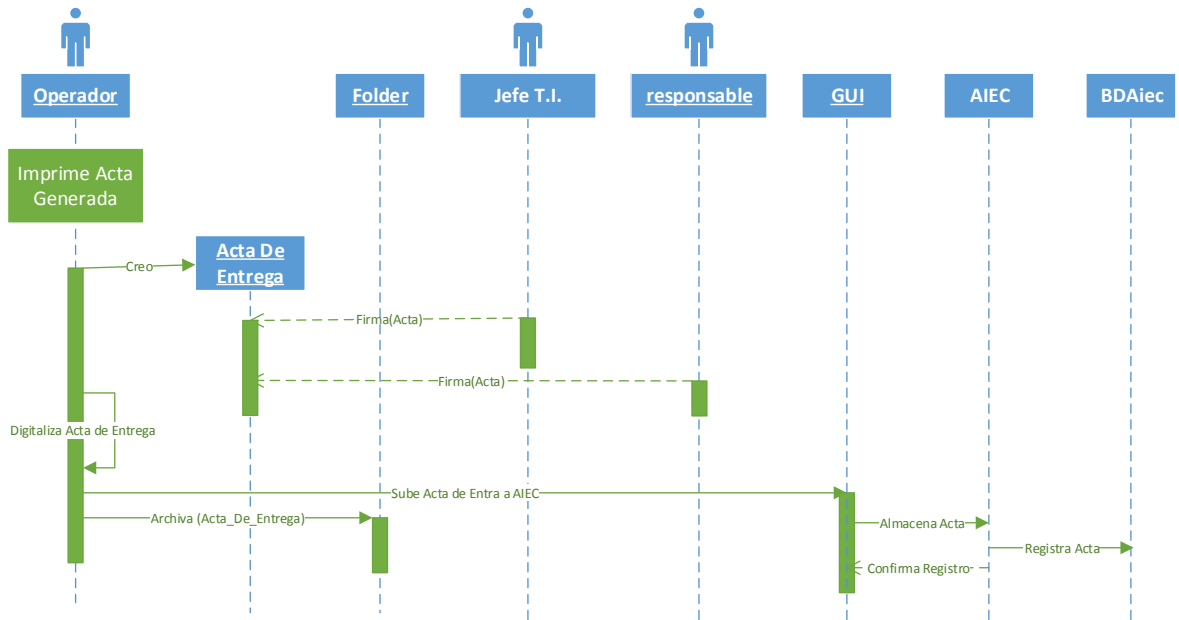 Operador
Folder
Jefe T.I.
responsable
GUI
AIEC
BDAiec
Imprime Acta
Generada
Acta De
Entrega
Creo
Firma(Acta)
Firma(Acta)
Digitaliza Acta de Entrega
Sube Acta de Entra a AIEC
Archiva (Acta_De_Entrega)
Almacena Acta
Registra Acta
Confirma Registro